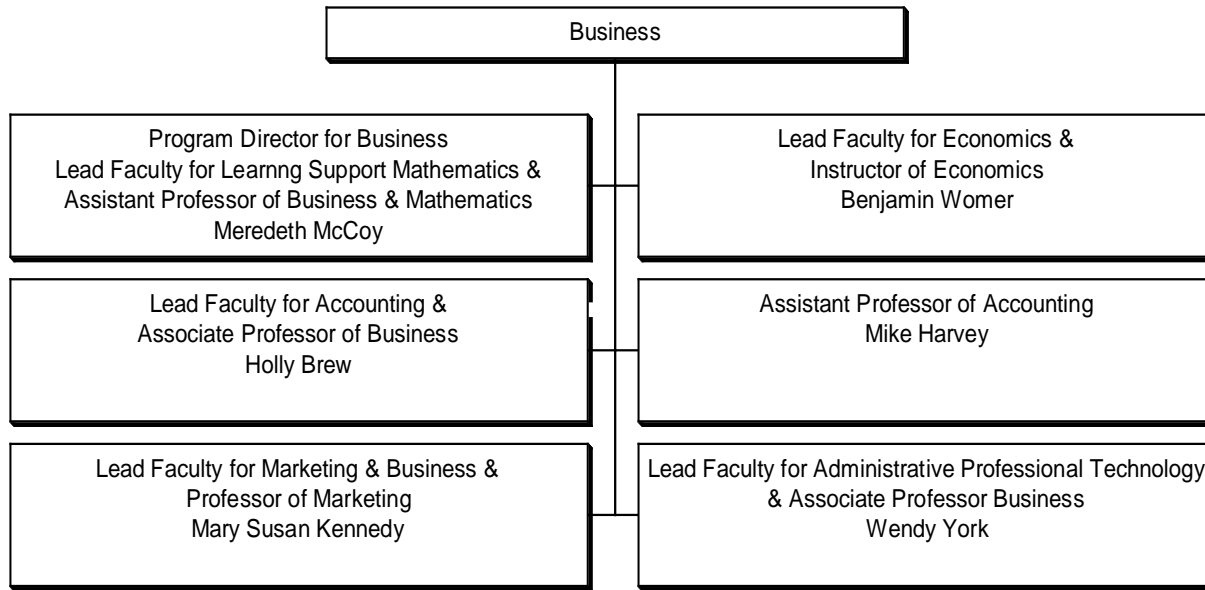 Business
Program Director for Business
Lead Faculty for Learnng Support Mathematics &
Assistant Professor of Business & Mathematics
Meredeth McCoy
Lead Faculty for Economics &
Instructor of Economics
Benjamin Womer
Lead Faculty for Accounting &
Associate Professor of Business
Holly Brew
Assistant Professor of Accounting
Mike Harvey
Lead Faculty for Marketing & Business &
Professor of Marketing
Mary Susan Kennedy
Lead Faculty for Administrative Professional Technology
& Associate Professor Business
Wendy York